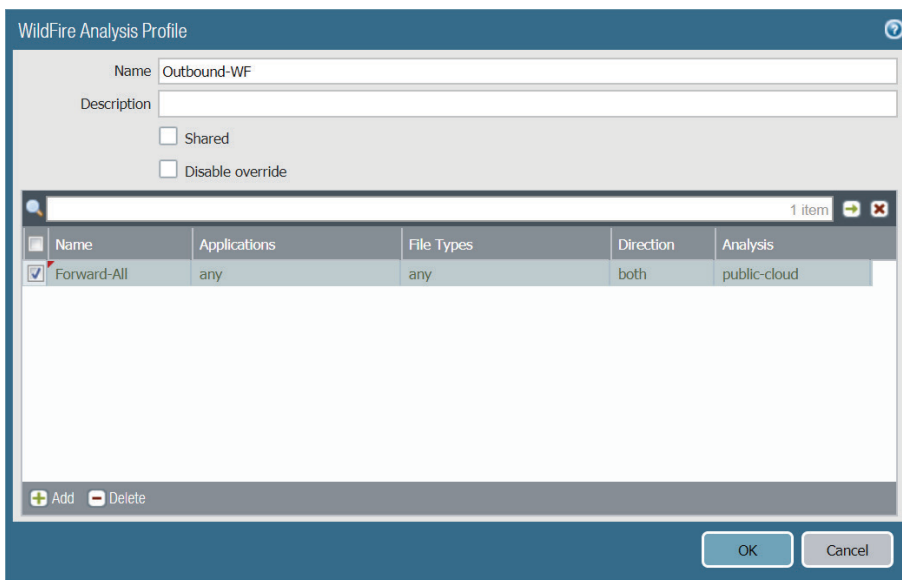 WildFire Analysis Profile
Name Outbound-WF
Description
Shared
Disable override
1 item
Name Applications File Types Direction Analysis
Forward-All any any both public-cloud
Add Delete
OK Cancel